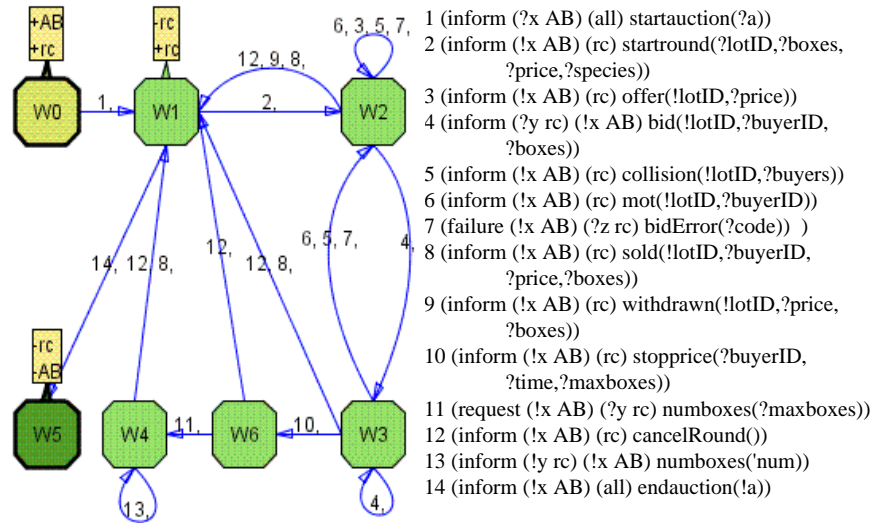 +AB
+rc
-rc
+rc
W0
1,
W1
2,
W2
12, 9, 8,
6, 3, 5, 7,
14,
12, 8,
12,
12, 8,
6, 5, 7,
4,
-rc
-AB
W5
W4
11,
W6
10,
W3
13,
4,
1 (inform (?x AB) (all) startauction(?a))
2 (inform (!x AB) (rc) startround(?lotID,?boxes,
?price,?species))
3 (inform (!x AB) (rc) offer(!lotID,?price))
4 (inform (?y rc) (!x AB) bid(!lotID,?buyerID,
?boxes))
5 (inform (!x AB) (rc) collision(!lotID,?buyers))
6 (inform (!x AB) (rc) mot(!lotID,?buyerID))
7 (failure (!x AB) (?z rc) bidError(?code)) )
8 (inform (!x AB) (rc) sold(!lotID,?buyerID,
?price,?boxes))
9 (inform (!x AB) (rc) withdrawn(!lotID,?price,
?boxes))
10 (inform (!x AB) (rc) stopprice(?buyerID,
?time,?maxboxes))
11 (request (!x AB) (?y rc) numboxes(?maxboxes))
12 (inform (!x AB) (rc) cancelRound())
13 (inform (!y rc) (!x AB) numboxes('num))
14 (inform (!x AB) (all) endauction(!a))